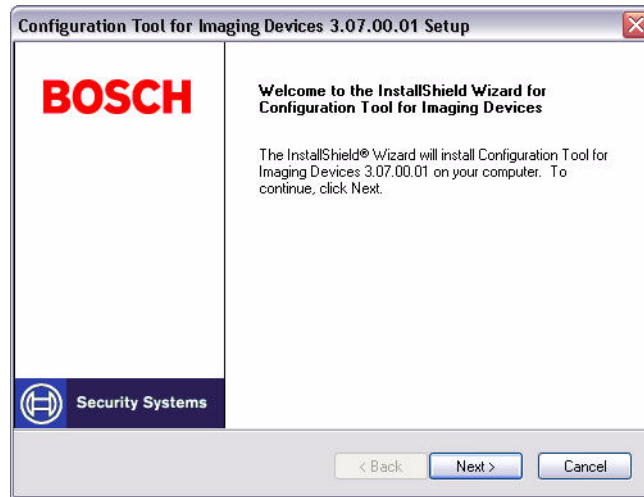 Configuration Tool for Imaging Devices 3.07.00.01 Setup
BOSCH
Welcome to the InstallShield Wizard for
Configuration Tool for Imaging Devices
The InstallShield® Wizard will install Configuration Tool for
Imaging Devices 3.07.00.01 on your computer. To
continue, click Next.
Security Systems
< Back
Next >
Cancel